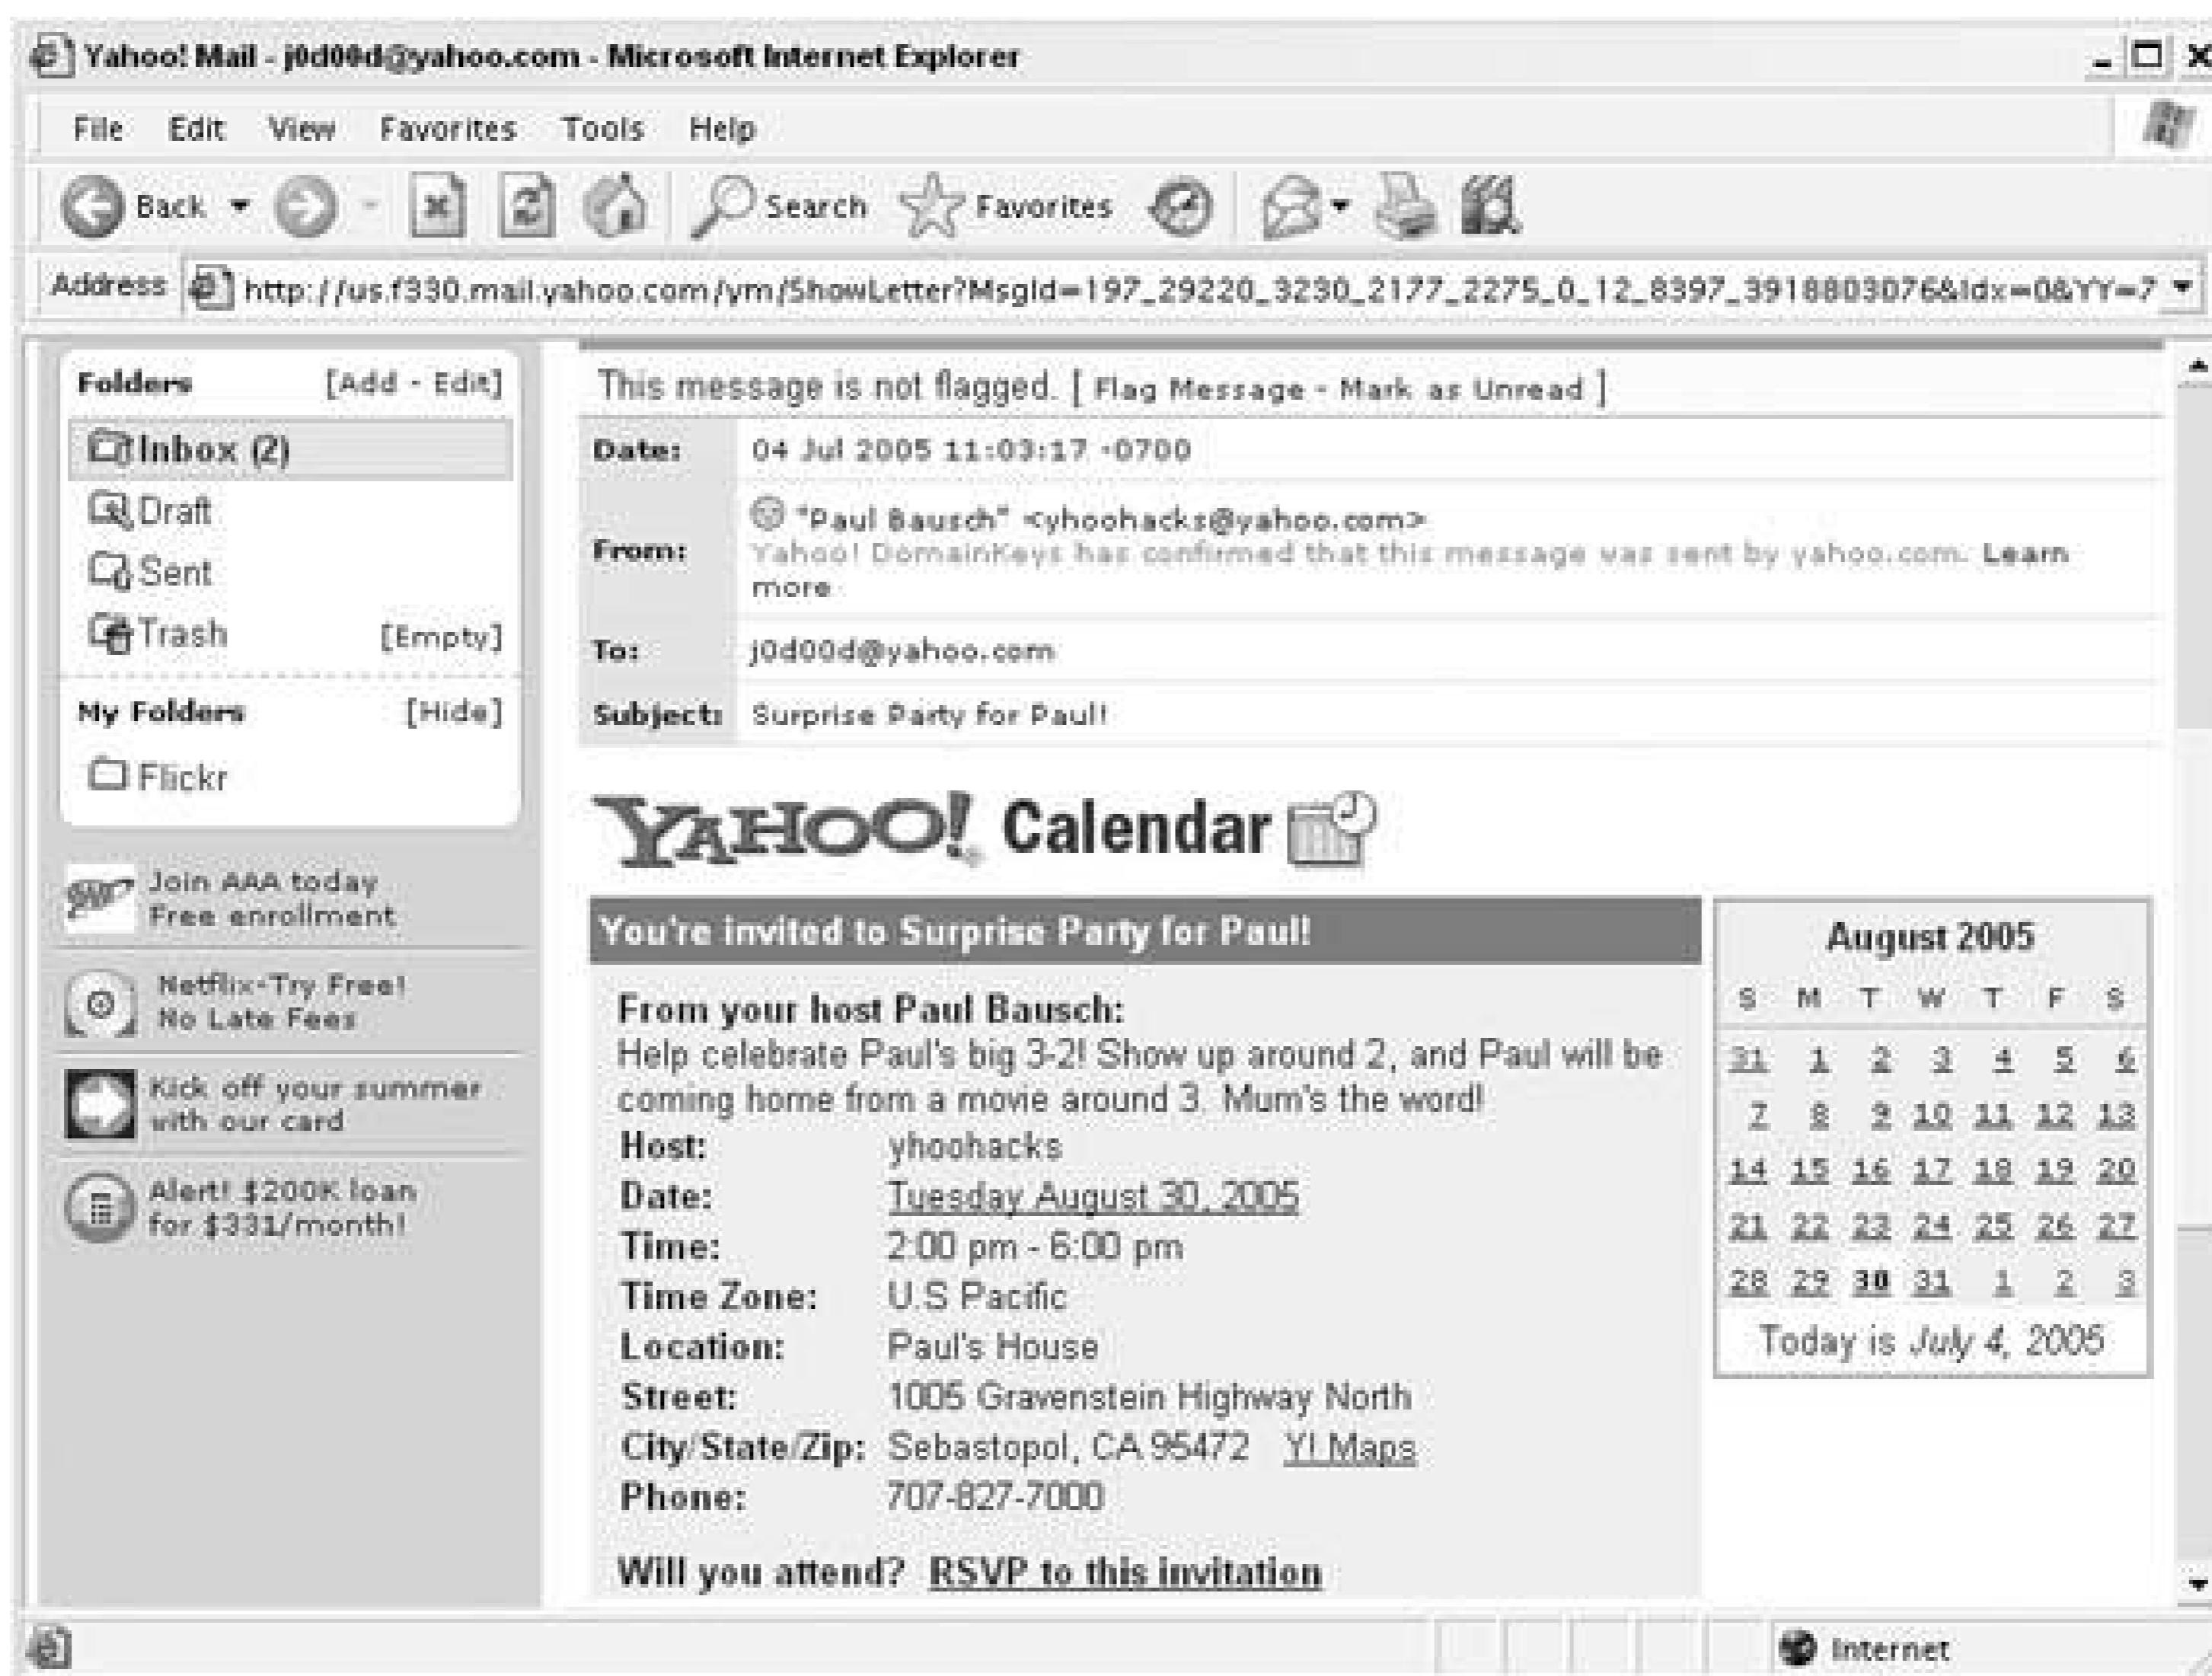 Yahoo! Mail - j0d00d@yahoo.com - Microsoft Internet Explorer
File Edit View Favorites Tools Help
Back Search Favorites
Address http://us.f330.mail.yahoo.com/ym/ShowLetter?MsgId=197_29220_3230_2177_2275_0_12_8397_3918803076&Idx=0&YY=7
Folders [Add - Edit]
Inbox (2)
Draft
Sent
Trash [Empty]
My Folders [Hide]
Flickr
Join AAA today
Free enrollment
Netflix-Try Free!
No Late Fees
Kick off your summer
with our card
Alert! $200K loan
for $331/month!
This message is not flagged. [ Flag Message - Mark as Unread ]
Date: 04 Jul 2005 11:03:17 -0700
From: "Paul Bausch" <yhoohacks@yahoo.com>
Yahoo! DomainKeys has confirmed that this message was sent by yahoo.com. Learn
more
To: j0d00d@yahoo.com
Subject: Surprise Party for Paul!
YAHOO! Calendar
You're invited to Surprise Party for Paul!
From your host Paul Bausch:
Help celebrate Paul's big 3-2! Show up around 2, and Paul will be
coming home from a movie around 3. Mum's the word!
Host: yhoohacks
Date: Tuesday August 30, 2005
Time: 2:00 pm - 6:00 pm
Time Zone: U.S Pacific
Location: Paul's House
Street: 1005 Gravenstein Highway North
City/State/Zip: Sebastopol, CA 95472 Y! Maps
Phone: 707-827-7000
Will you attend? RSVP to this invitation
August 2005
S M T W T F S
31 1 2 3 4 5 6
7 8 9 10 11 12 13
14 15 16 17 18 19 20
21 22 23 24 25 26 27
28 29 30 31 1 2 3
Today is July 4, 2005
Internet